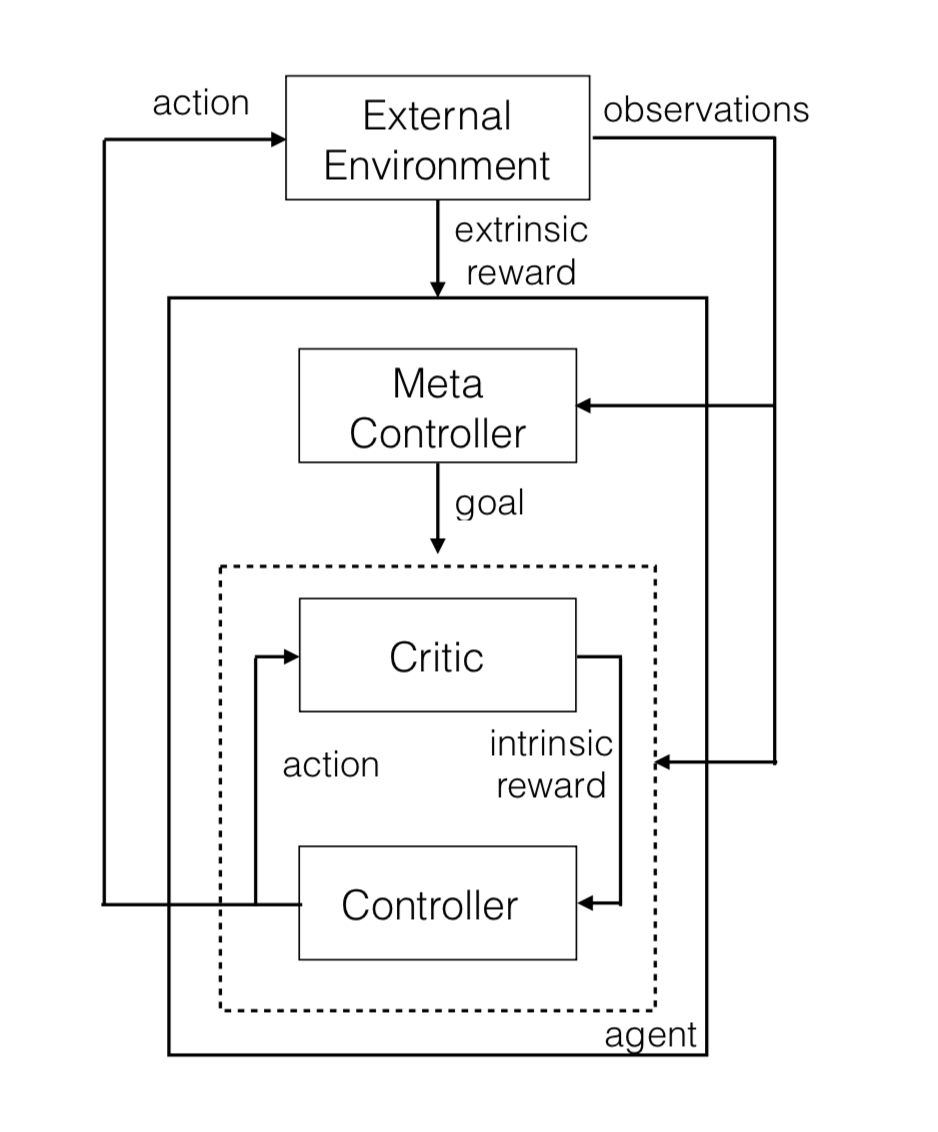 action
External
Environment
observations
extrinsic
reward
Meta
Controller
goal
Critic
action
intrinsic
reward
Controller
agent